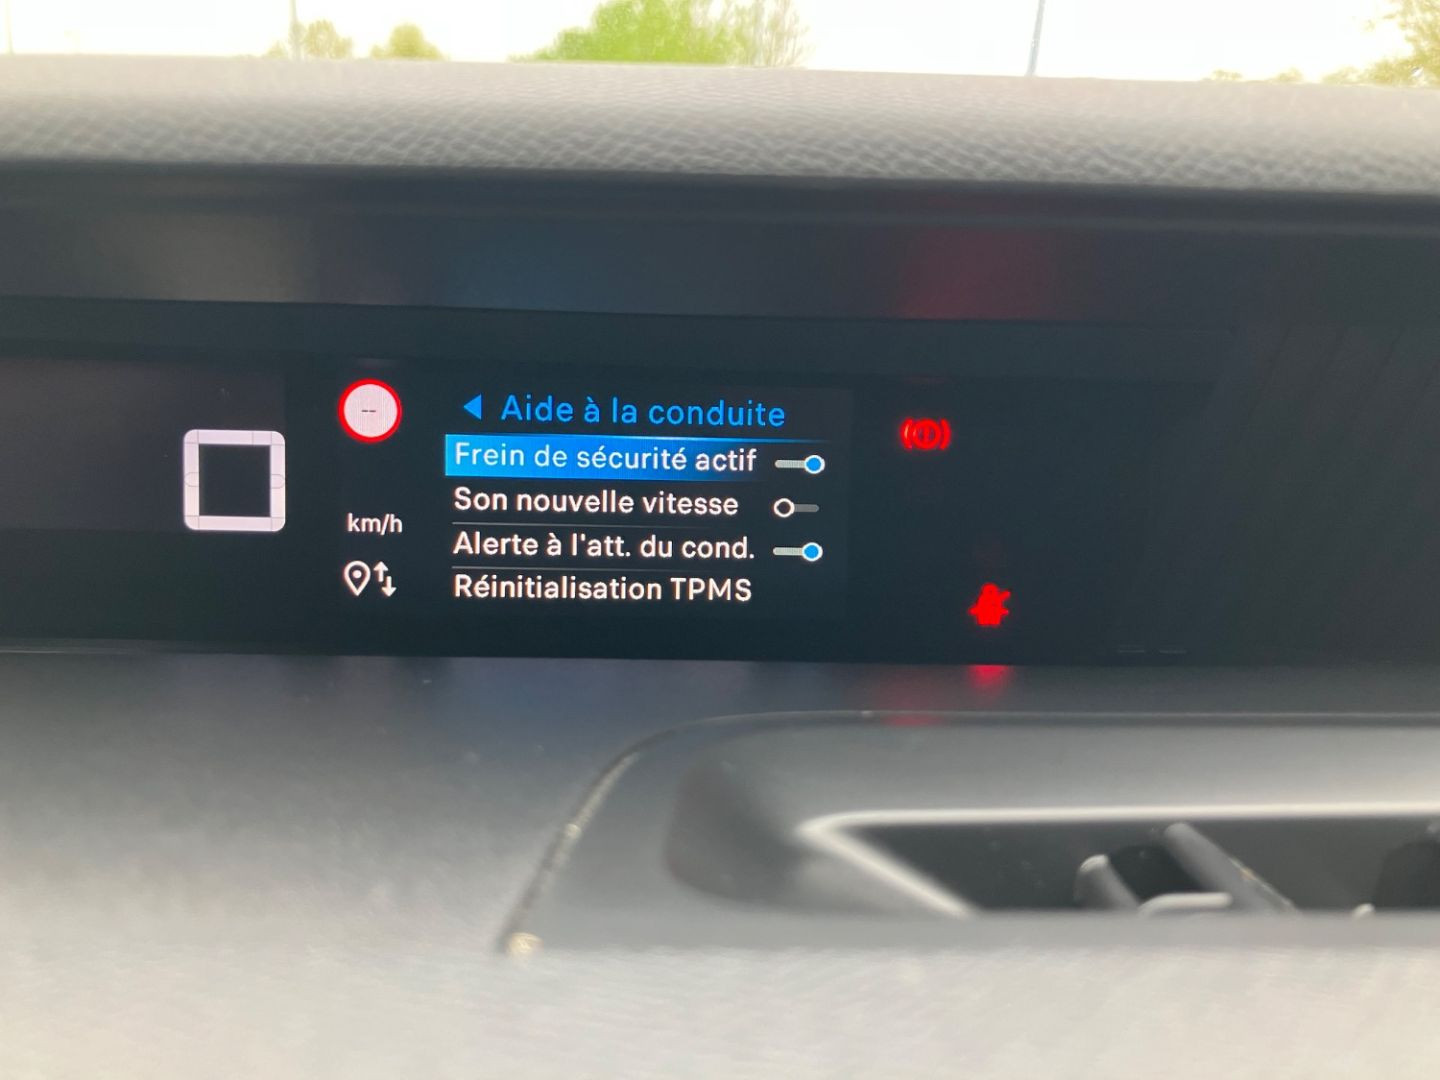 --
Aide à la conduite
Frein de sécurité actif
Son nouvelle vitesse
km/h
Alerte à l'att. du cond.
Réinitialisation TPMS